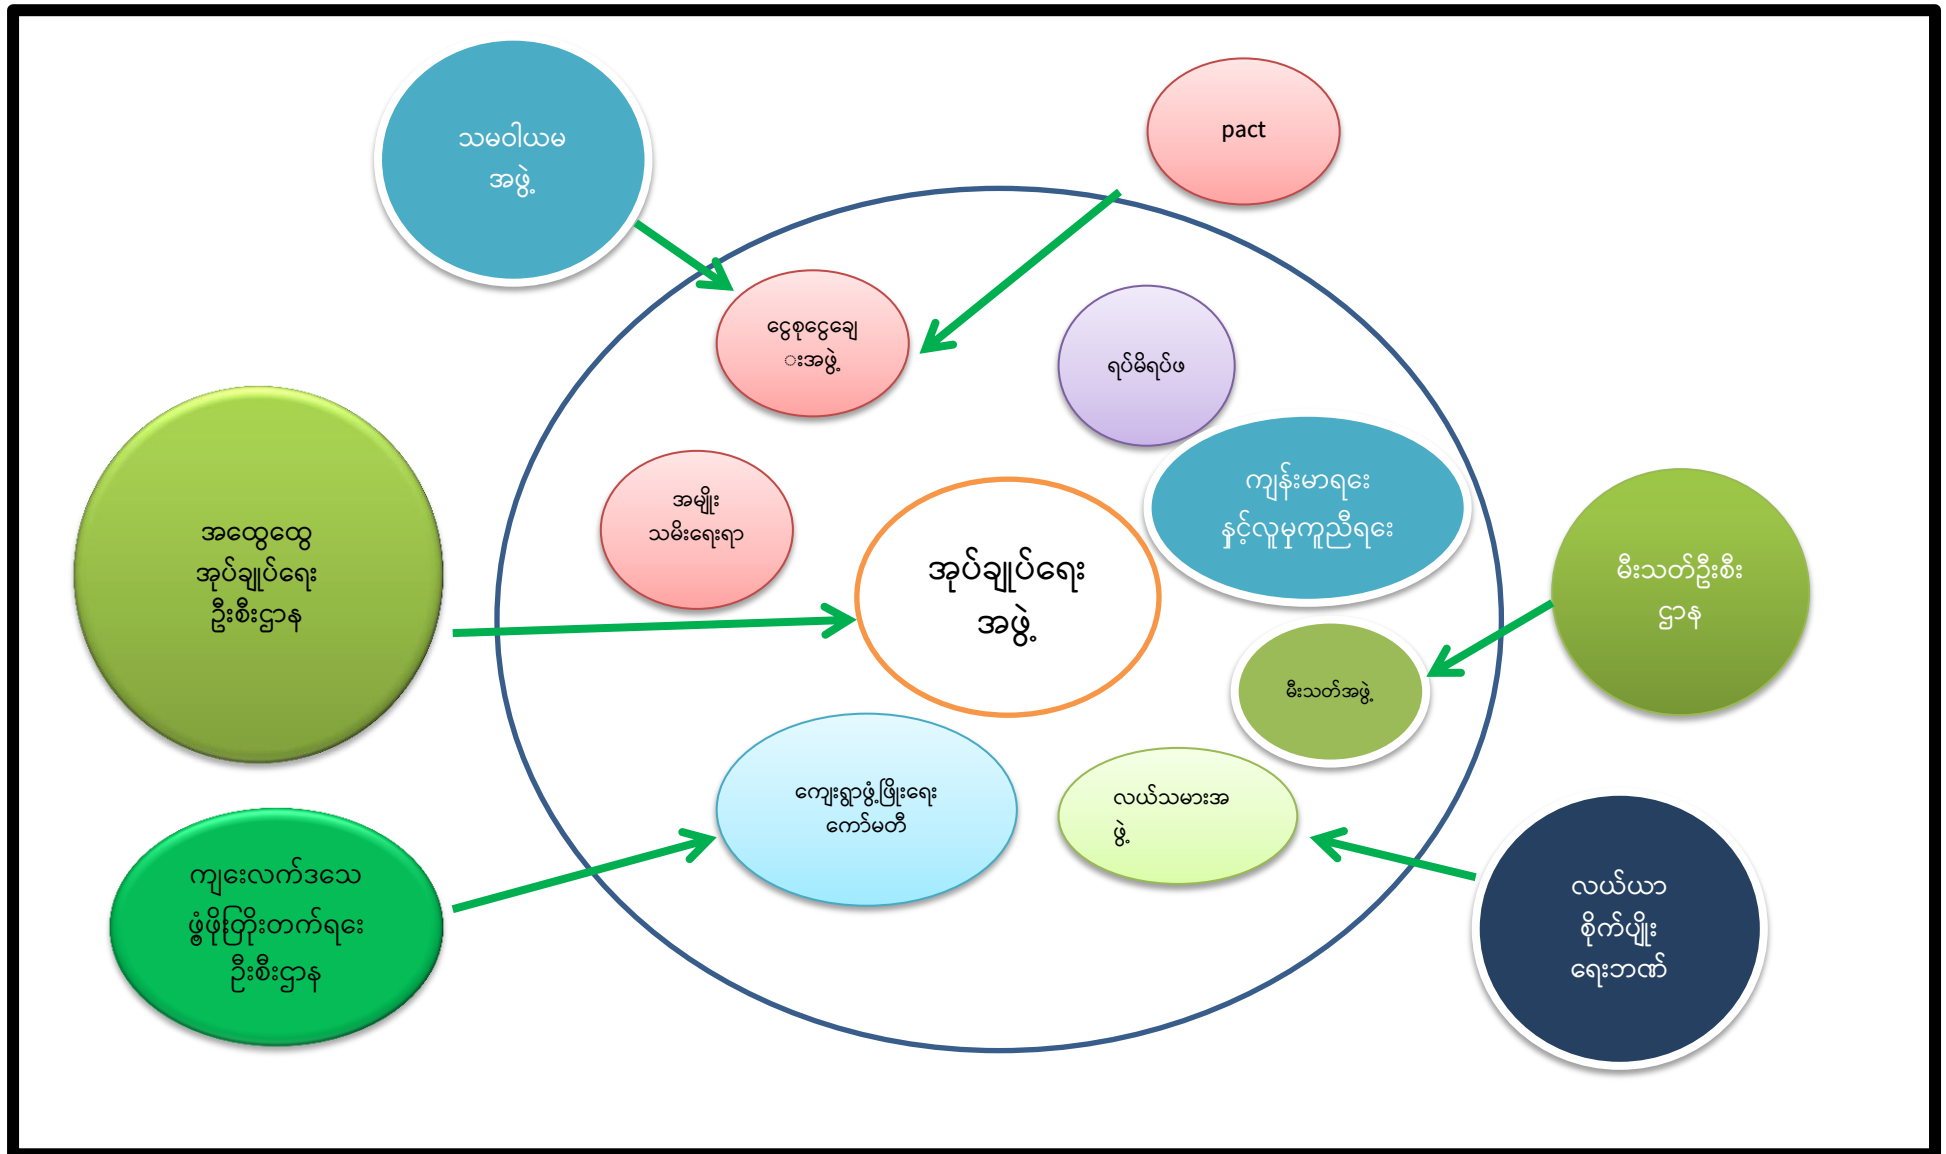 သမဝါယမ
အဖွဲ့
pact
ငွေစုငွေချေ
းအဖွဲ့
ရပ်မိရပ်ဖ
ကျန်းမာရေး
နှင့်လူမှုကူညီရေး
အမျိုး
သမီးရေးရာ
အထွေထွေ
အုပ်ချုပ်ရေး
ဦးစီးဌာန
အုပ်ချုပ်ရေး
အဖွဲ့
မီးသတ်ဦးစီး
ဌာန
မီးသတ်အဖွဲ့
ကျေးရွာဖွံ့ဖြိုးရေး
ကော်မတီ
လယ်သမားအ
ဖွဲ့
ကျေးလက်ဒေသ
ဖွံ့ဖြိုးတိုးတက်ရေး
ဦးစီးဌာန
လယ်ယာ
စိုက်ပျိုး
ရေးဘဏ်